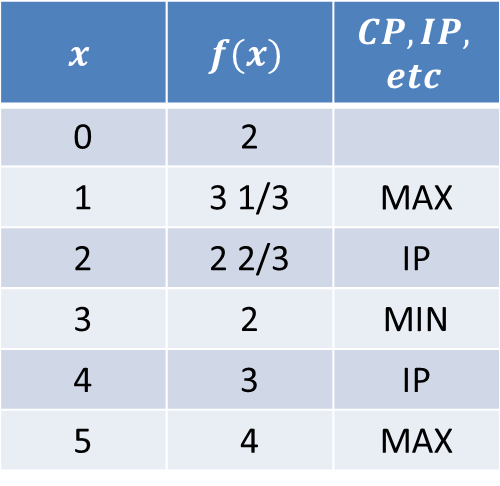 x f(x) CP, IP,
etc
0 2
1 3 1/3 MAX
2 2 2/3 IP
3 2 MIN
4 3 IP
5 4 MAX